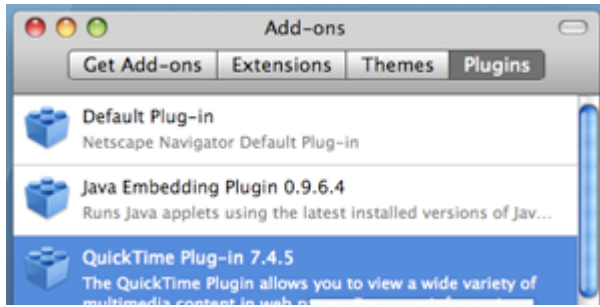 Add-ons
Get Add-ons Extensions Themes Plugins
Default Plug-in
Netscape Navigator Default Plug-in
Java Embedding Plugin 0.9.6.4
Runs Java applets using the latest installed versions of Jav...
QuickTime Plug-in 7.4.5
The QuickTime Plugin allows you to view a wide variety of
multimedia content in web